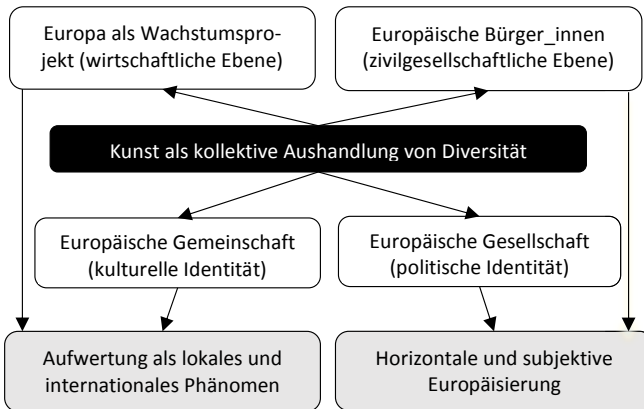 Europa als Wachstumspro-
jekt (wirtschaftliche Ebene)
Europäische Bürger_innen
(zivilgesellschaftliche Ebene)
Kunst als kollektive Aushandlung von Diversität
Europäische Gemeinschaft
(kulturelle Identität)
Europäische Gesellschaft
(politische Identität)
Aufwertung als lokales und
internationales Phänomen
Horizontale und subjektive
Europäisierung